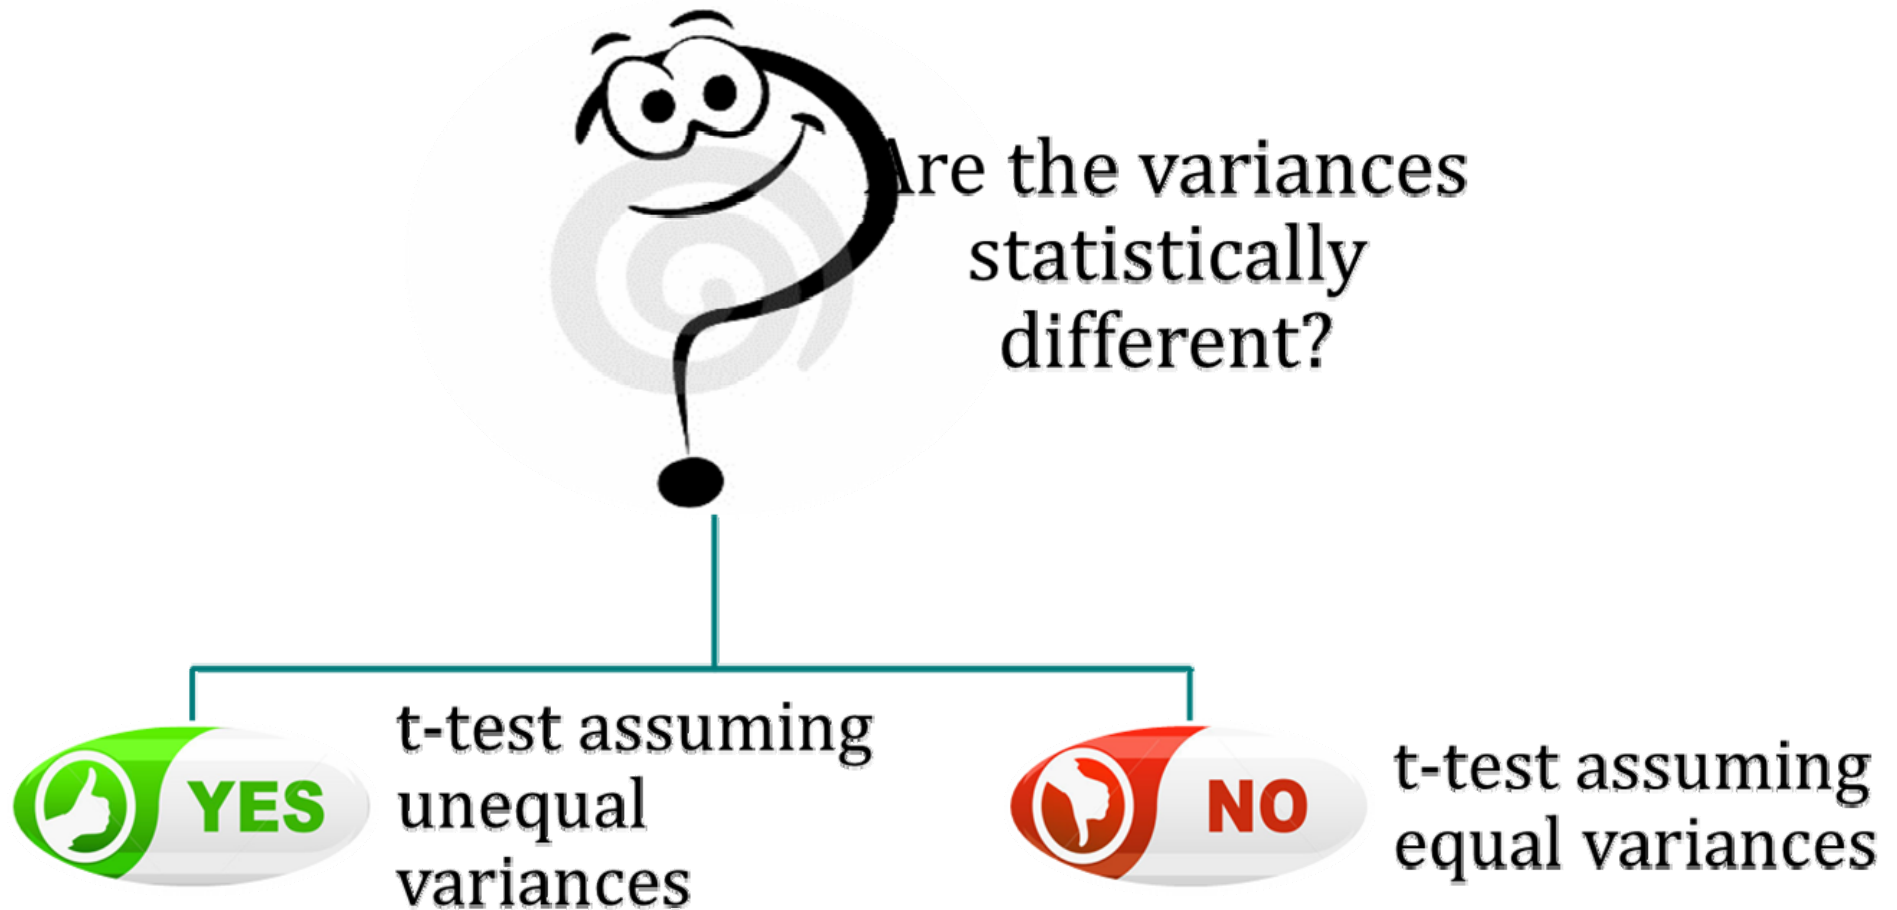 Are the variances
statistically
different?
t-test assuming
unequal
variances
YES
t-test assuming
equal variances
NO